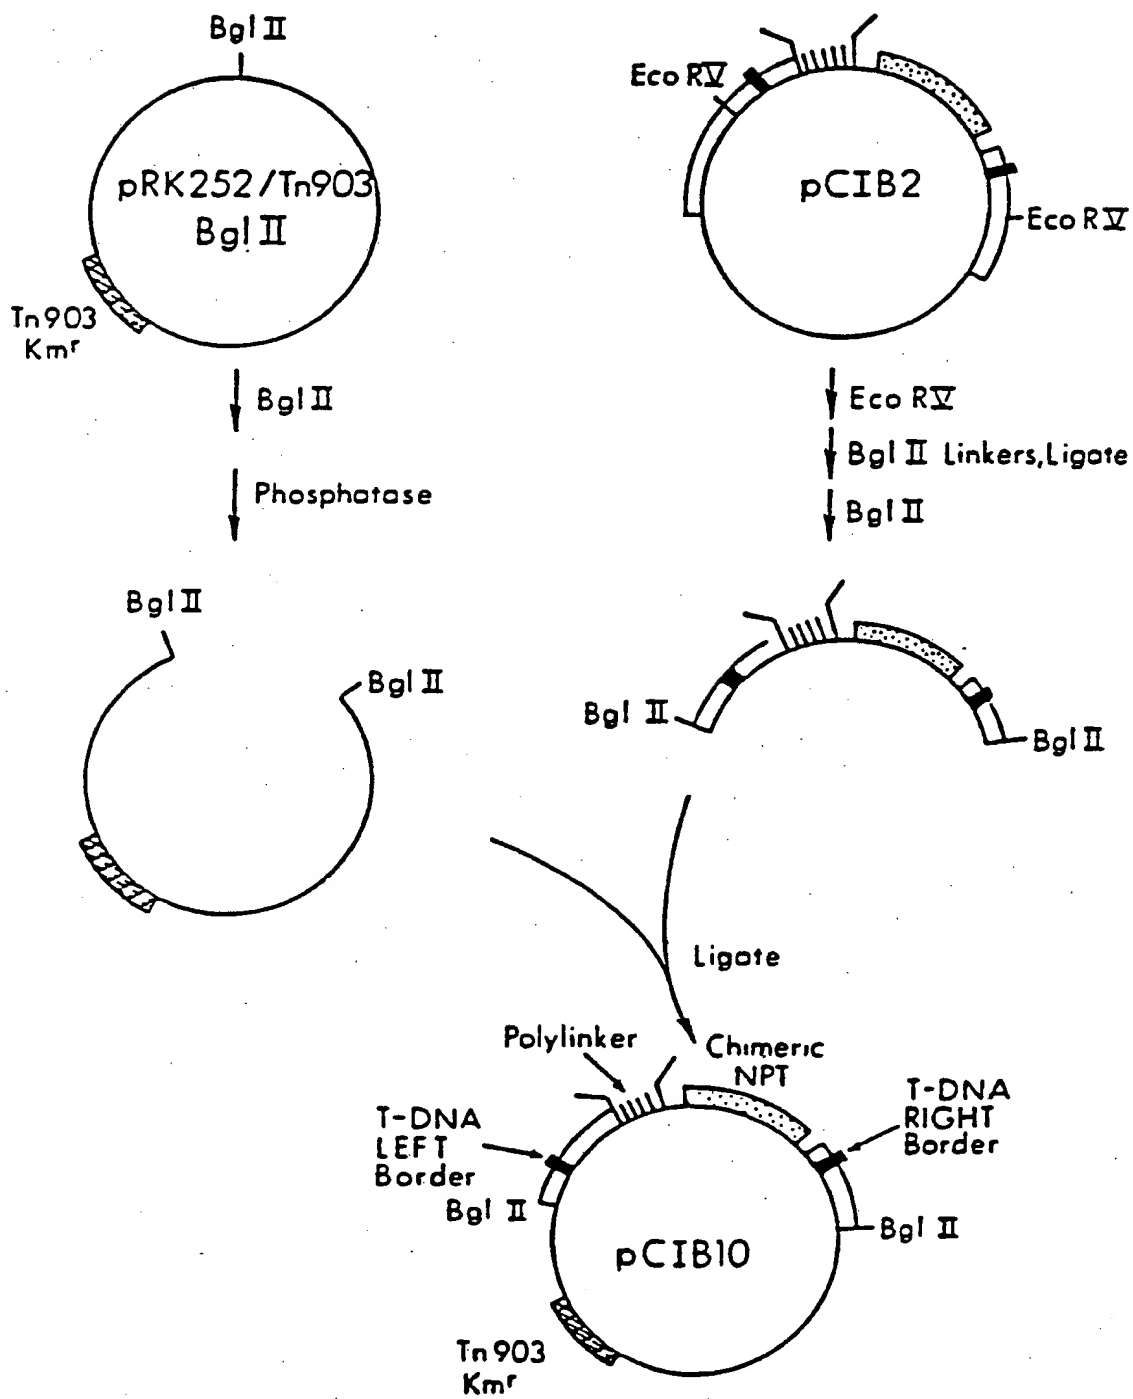 Bgl II
pRK252/Tn903
Bgl II
Tn903
Kmr
Bgl II
Phosphatase
Bgl II
Bgl II
Eco RV
pCIB2
Eco RV
Eco RV
Bgl II Linkers,Ligate
Bgl II
Bgl II
Bgl II
Ligate
Polylinker
Chimeric
NPT
T-DNA
LEFT
Border
T-DNA
RIGHT
Border
Bgl II
Bgl II
pCIB10
Tn903
Kmr